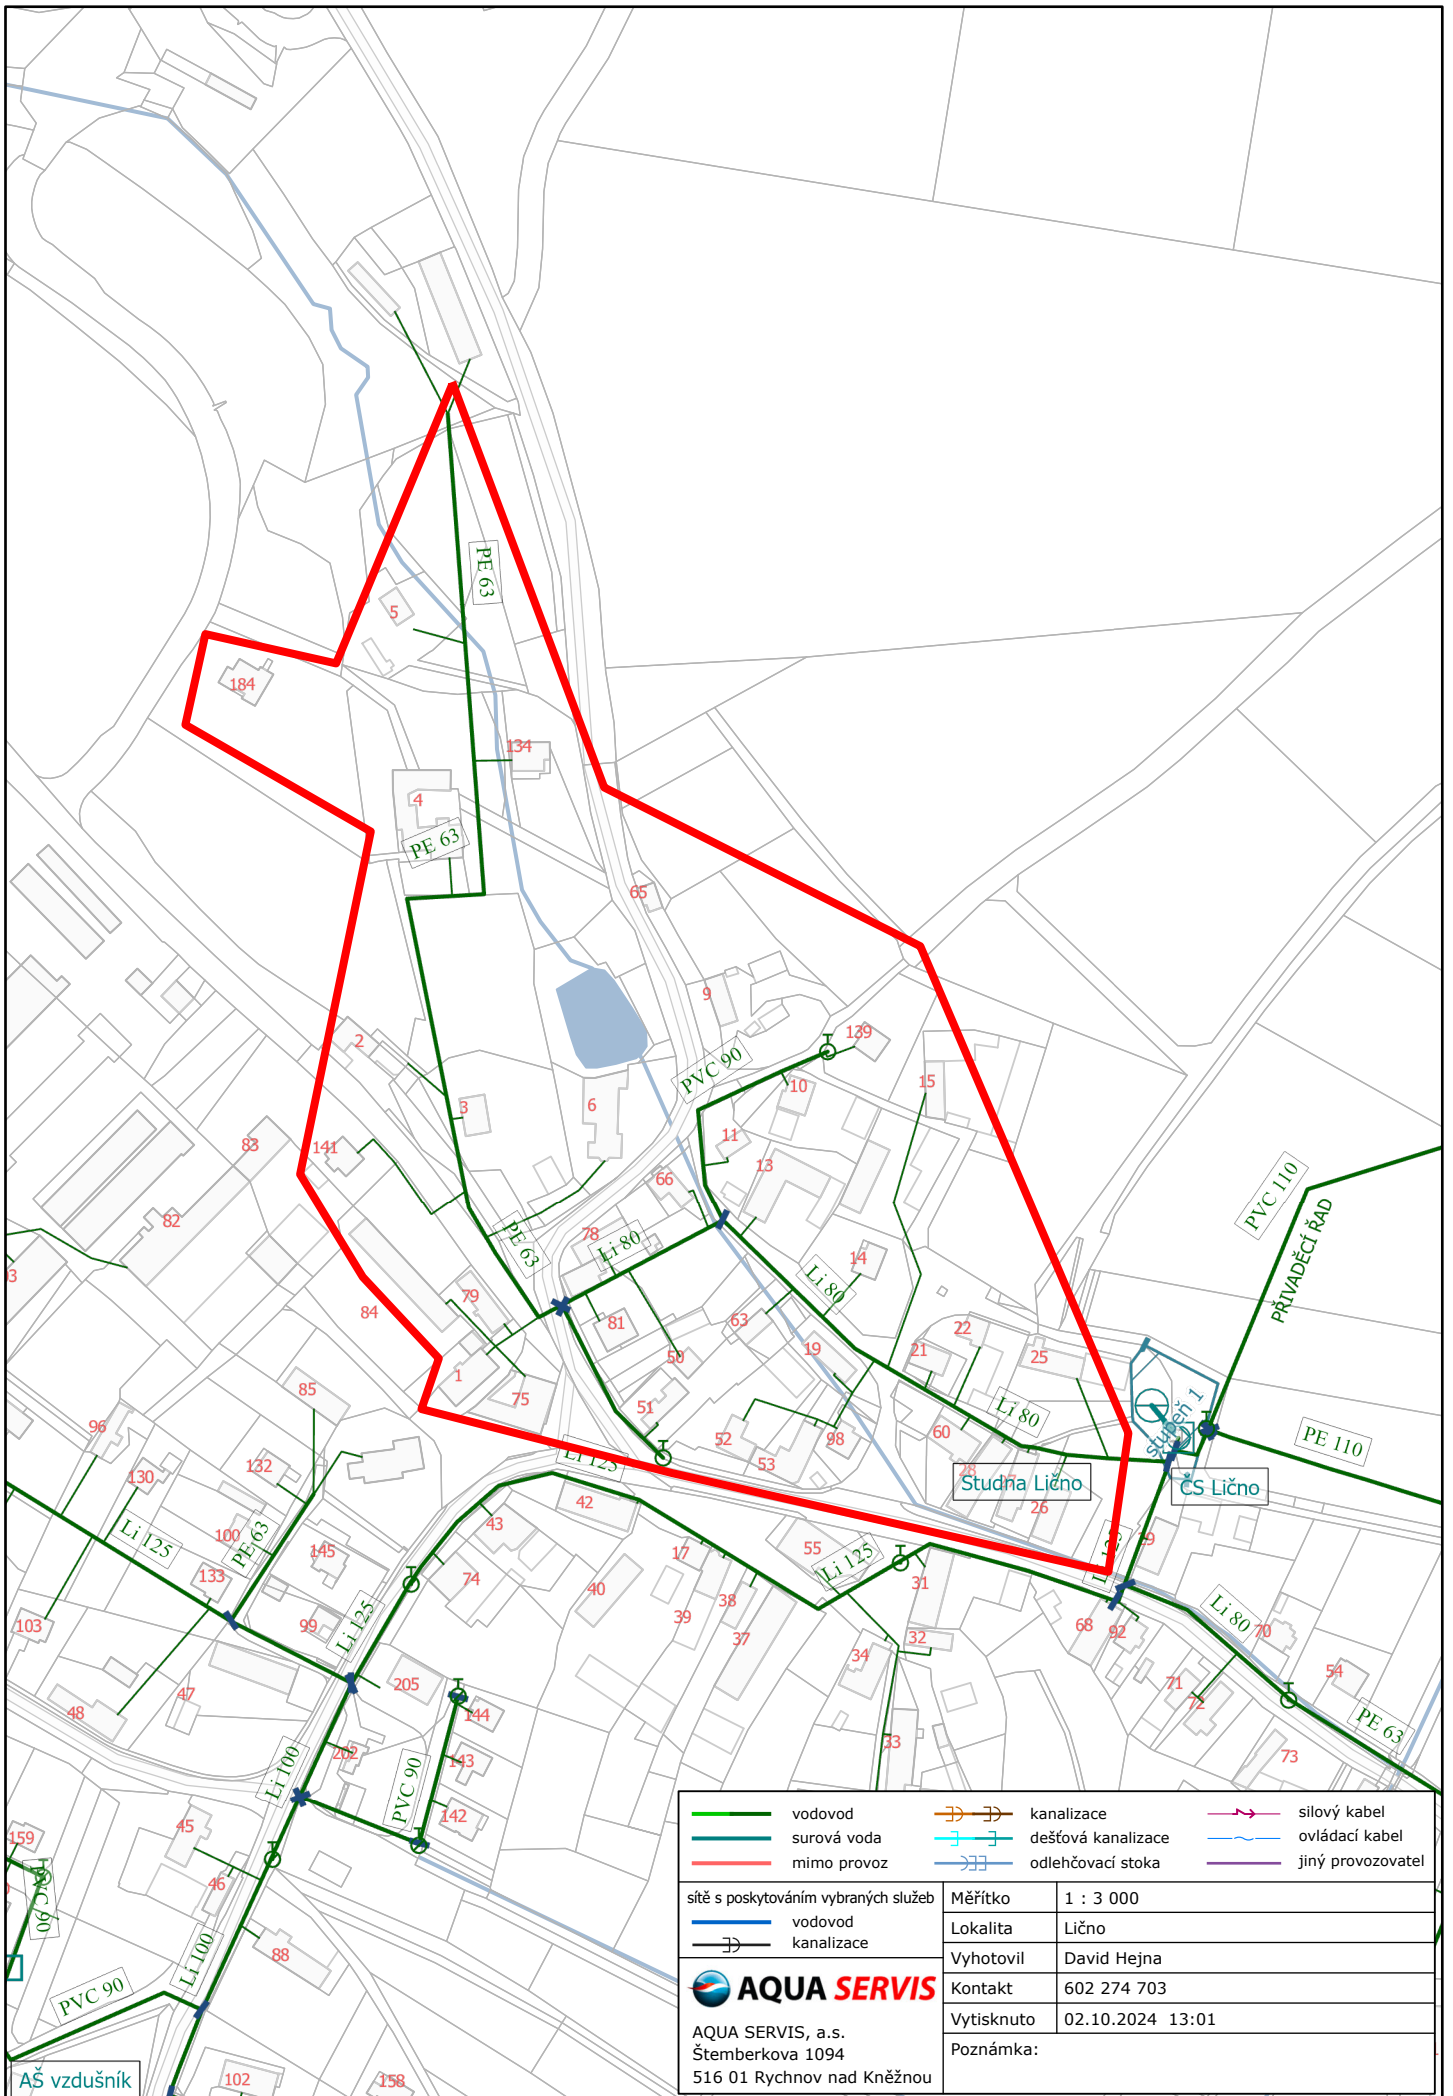 PE 63
5
184
134
4
PE 63
65
9
2
139
PVC 90
10
15
3
6
11
83
141
13
66
82
PVC 110
PŘIVADĚCÍ ŘAD
PE 63
78
Li 80
14
Li 80
79
84
81
63
22
50
19
21
25
1
75
85
51
Li 80
stupeň 1
96
52
53
98
60
PE 110
Li 125
28
Studna Lično
ČS Lično
132
130
42
26
43
100
PE 63
Li 125
145
55
Li 125
17
133
74
40
31
38
39
37
Li 80
70
103
99
Li 125
68
92
32
34
54
205
71
72
47
48
144
33
PE 63
202
143
73
Li 100
PVC 90
142
45
159
46
PVC 90
88
Li 100
PVC 90
AŠ vzdušník
102
158
vodovod
kanalizace
silový kabel
surová voda
dešťová kanalizace
ovládací kabel
mimo provoz
odlehčovací stoka
jiný provozovatel
sítě s poskytováním vybraných služeb
vodovod
kanalizace
Měřítko 1 : 3 000
Lokalita Lično
Vyhotovil David Hejna
Kontakt 602 274 703
Vytisknuto 02.10.2024 13:01
Poznámka:
AQUA SERVIS
AQUA SERVIS, a.s.
Štemberkova 1094
516 01 Rychnov nad Kněžnou